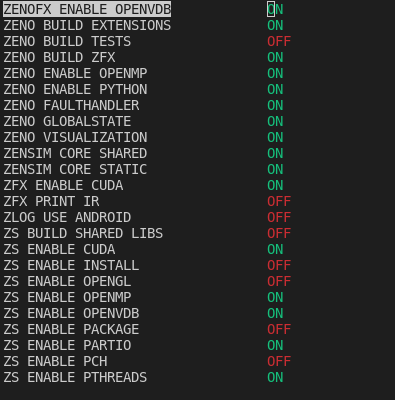 ZENOFX ENABLE OPENVDB ON
ZENO BUILD EXTENSIONS ON
ZENO BUILD TESTS OFF
ZENO BUILD ZFX ON
ZENO ENABLE OPENMP ON
ZENO ENABLE PYTHON ON
ZENO FAULTHANDLER ON
ZENO GLOBALSTATE ON
ZENO VISUALIZATION ON
ZENSIM CORE SHARED ON
ZENSIM CORE STATIC ON
ZFX ENABLE CUDA ON
ZFX PRINT IR OFF
ZLOG USE ANDROID OFF
ZS BUILD SHARED LIBS OFF
ZS ENABLE CUDA ON
ZS ENABLE INSTALL OFF
ZS ENABLE OPENGL OFF
ZS ENABLE OPENMP ON
ZS ENABLE OPENVDB ON
ZS ENABLE PACKAGE OFF
ZS ENABLE PARTIO ON
ZS ENABLE PCH OFF
ZS ENABLE PTHREADS ON